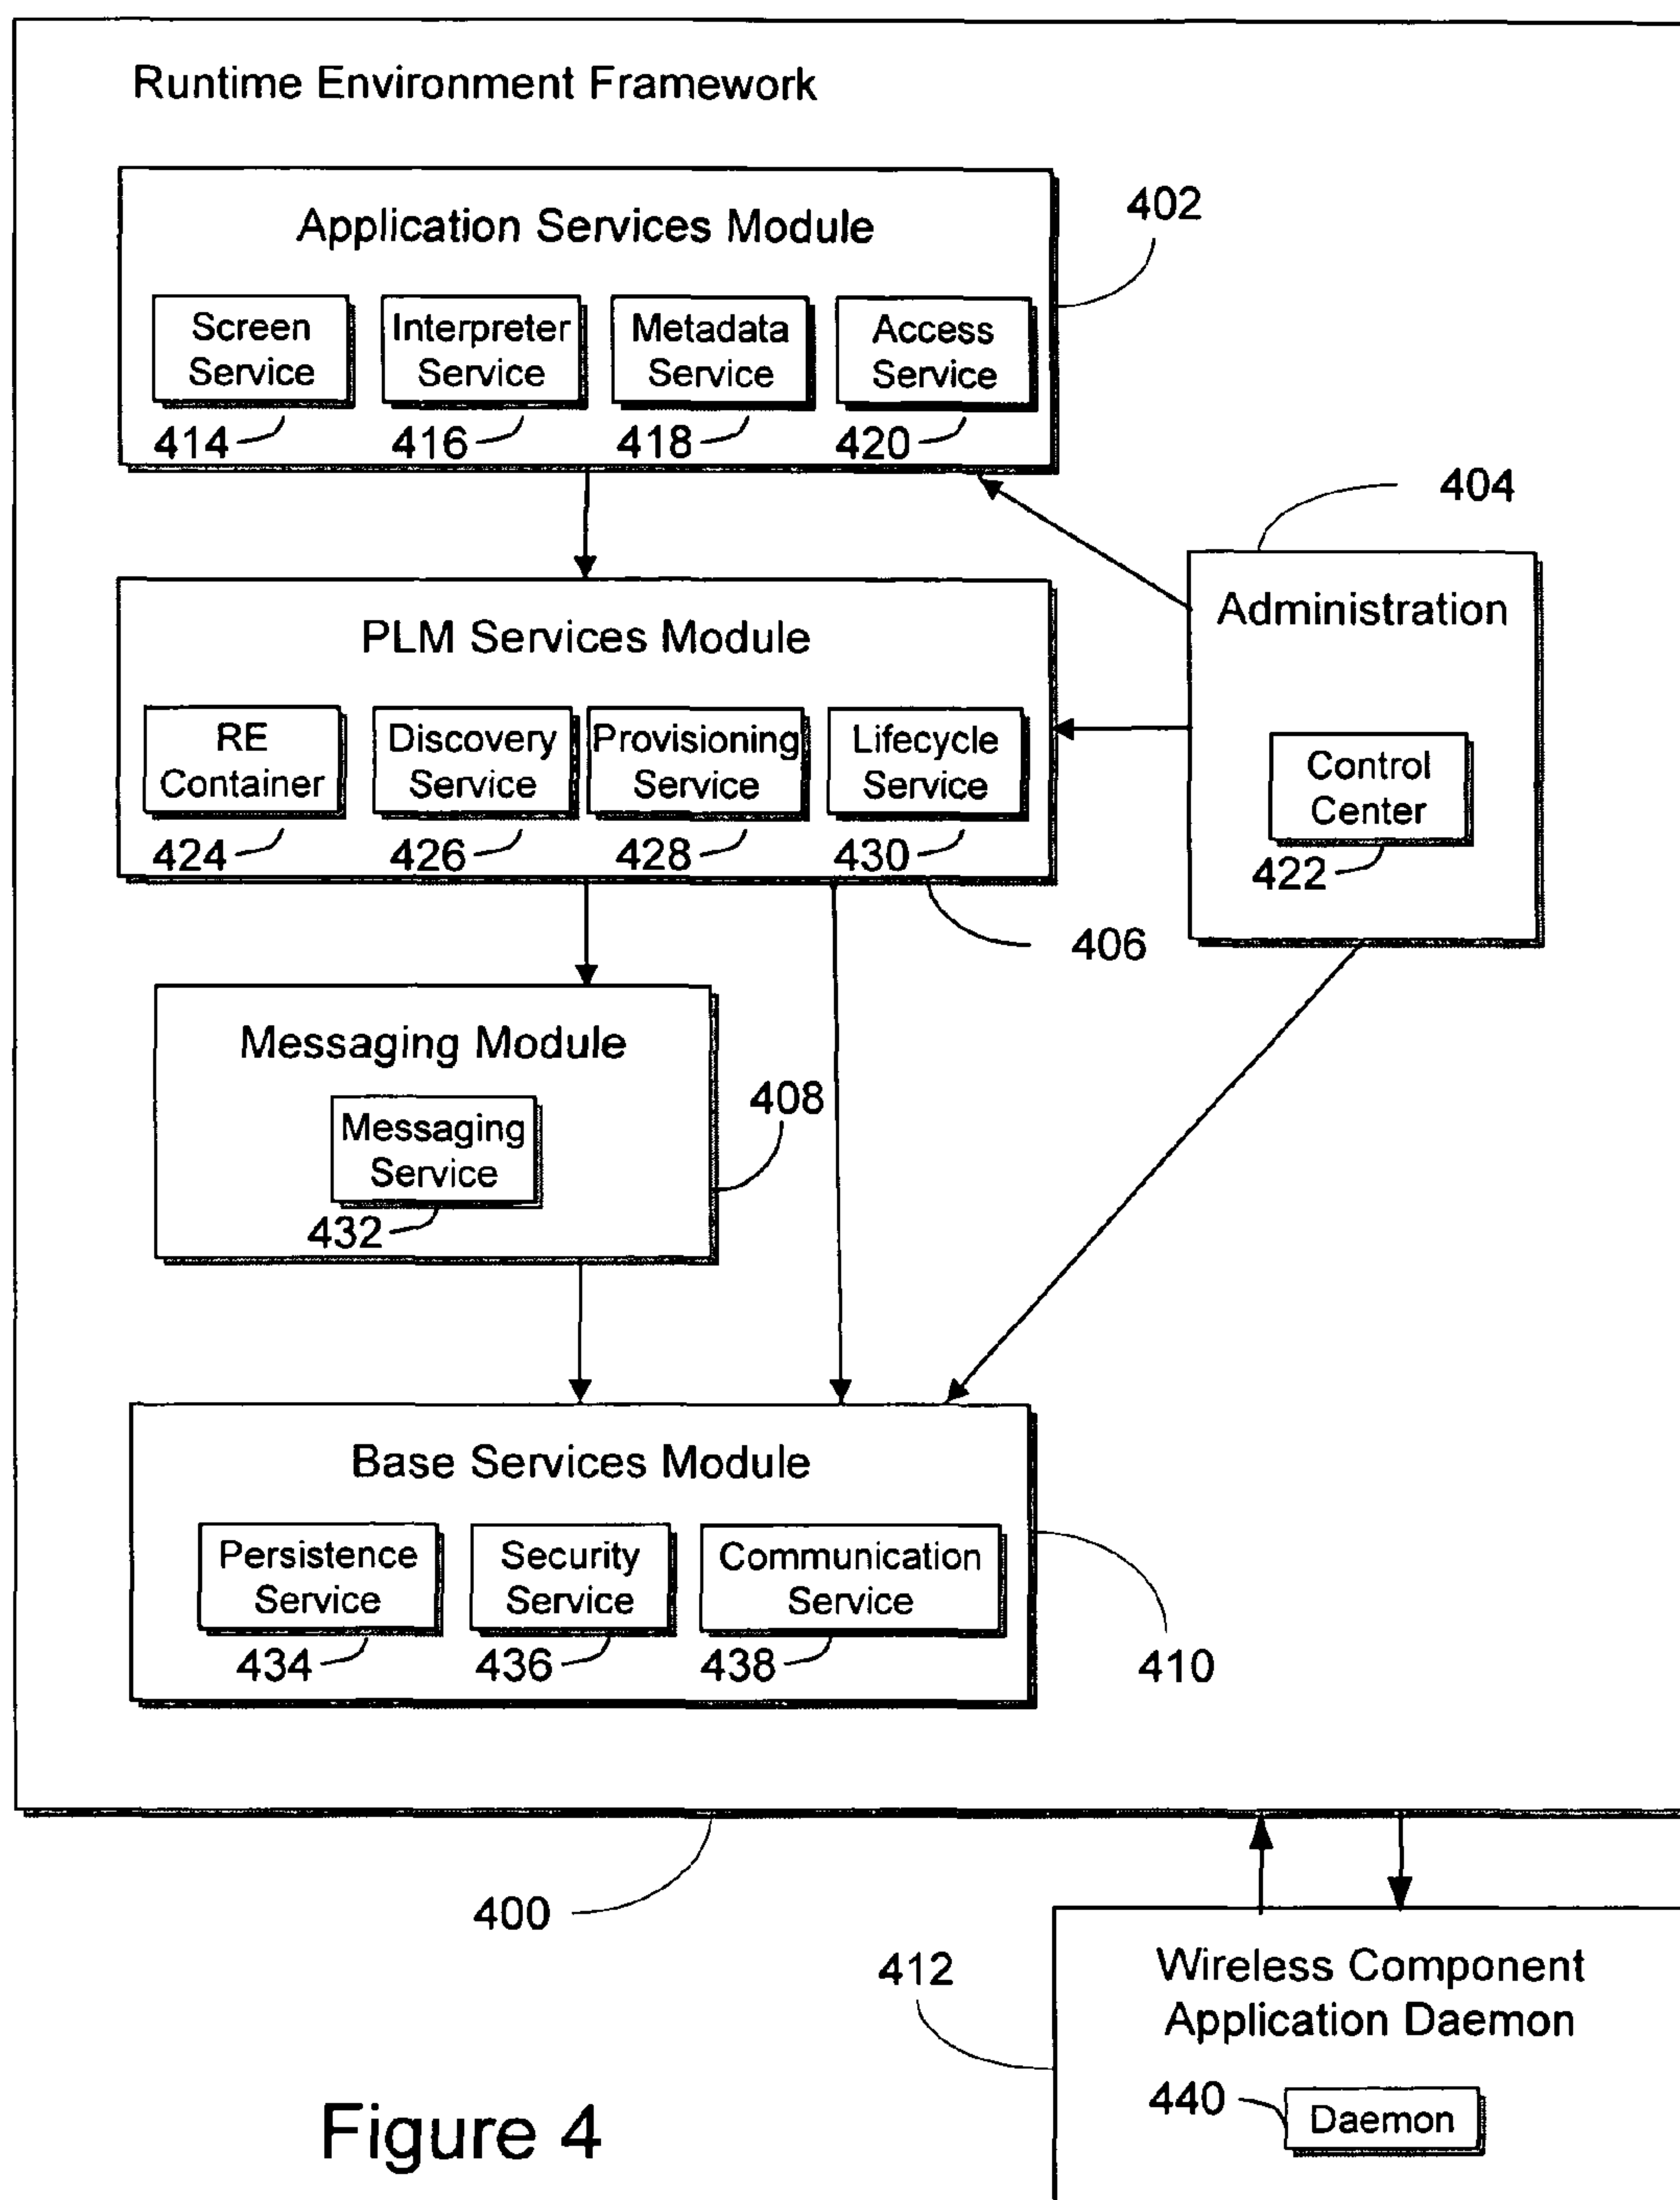 Runtime Environment Framework
Application Services Module
402
Screen
Service
Interpreter
Service
Metadata
Service
Access
Service
414
416
418
420
404
Administration
Control
Center
422
PLM Services Module
RE
Container
Discovery
Service
Provisioning
Service
Lifecycle
Service
424
426
428
430
406
Messaging Module
408
Messaging
Service
432
Base Services Module
Persistence
Service
Security
Service
Communication
Service
434
436
438
410
400
412
Wireless Component
Application Daemon
440
Daemon
Figure 4